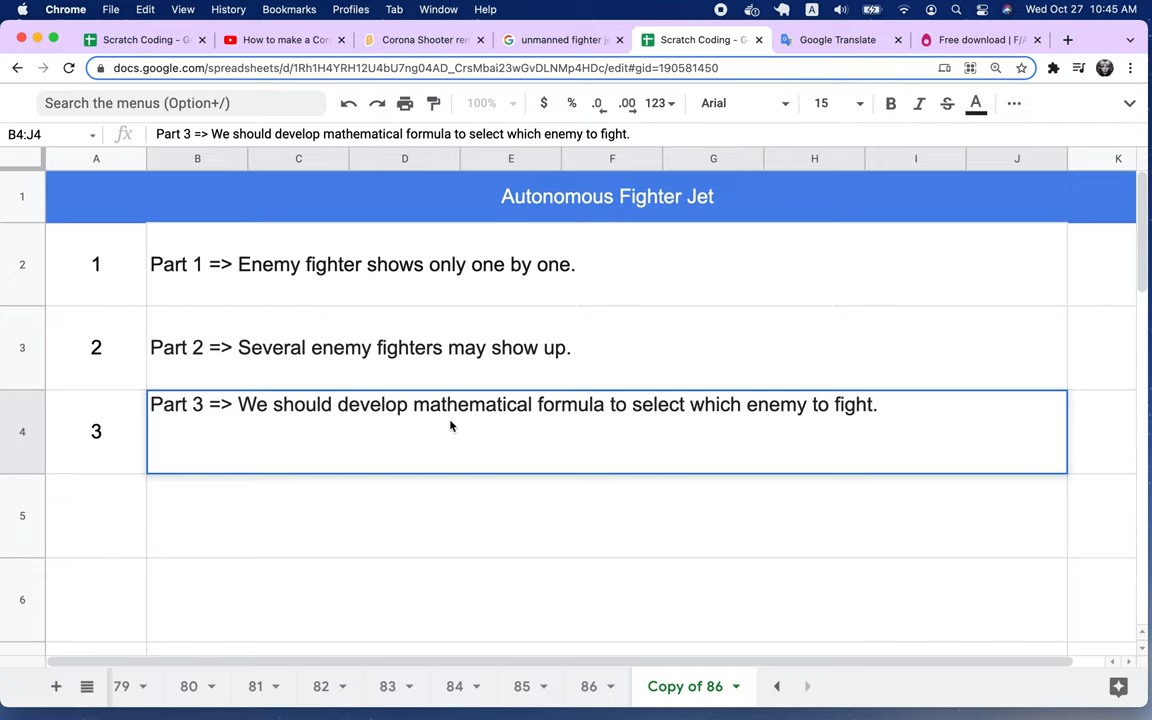 Chrome File Edit View History Bookmarks Profiles Tab Window Help A Wed Oct 27 10:45 AM
Scratch Coding - G How to make a Cor Corona Shooter rem unmanned fighter je Scratch Coding - G Google Translate Free download | F/A
docs.google.com/spreadsheets/d/1Rh1H4YRH12U4bU7ng04AD_CrsMbai23wGvDLNMp4HDc/edit#gid=190581450
Search the menus (Option+/) 100% $ % .0 .00 123 Arial 15 B I S A
B4:J4 fx Part 3 => We should develop mathematical formula to select which enemy to fight.
A B C D E F G H I J K
1 Autonomous Fighter Jet
2 1 Part 1 => Enemy fighter shows only one by one.
3 2 Part 2 => Several enemy fighters may show up.
4 3 Part 3 => We should develop mathematical formula to select which enemy to fight.
5
6
79 80 81 82 83 84 85 86 Copy of 86